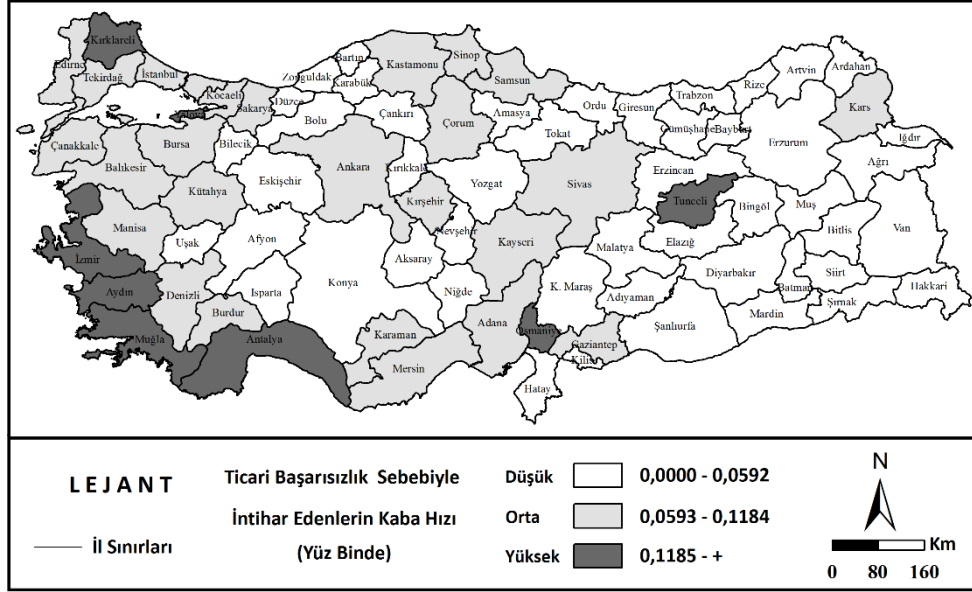 Kırklareli
Edirne
Tekirdağ
İstanbul
Kocaeli
Sakarya
Yalova
Düzce
Zonguldak
Bartın
Karabük
Kastamonu
Sinop
Samsun
Bolu
Çankırı
Çorum
Amasya
Tokat
Ordu
Giresun
Trabzon
Rize
Artvin
Ardahan
Kars
Gümüşhane
Bayburt
Erzurum
Iğdır
Ağrı
Çanakkale
Balıkesir
Bursa
Bilecik
Kütahya
Eskişehir
Ankara
Kırıkkale
Yozgat
Kırşehir
Sivas
Erzincan
Tunceli
Bingöl
Muş
Bitlis
Van
Manisa
İzmir
Uşak
Afyon
Nevşehir
Kayseri
Aksaray
Malatya
Elazığ
Diyarbakır
Batman
Siirt
Şırnak
Hakkari
Aydın
Denizli
Isparta
Konya
Niğde
K. Maraş
Adıyaman
Şanlıurfa
Mardin
Muğla
Burdur
Antalya
Karaman
Mersin
Adana
Osmaniye
Gaziantep
Kilis
Hatay
LEJANT
İl Sınırları
Ticari Başarısızlık Sebebiyle
İntihar Edenlerin Kaba Hızı
(Yüz Binde)
Düşük 0,0000 - 0,0592
Orta 0,0593 - 0,1184
Yüksek 0,1185 - +
N
Km
0 80 160